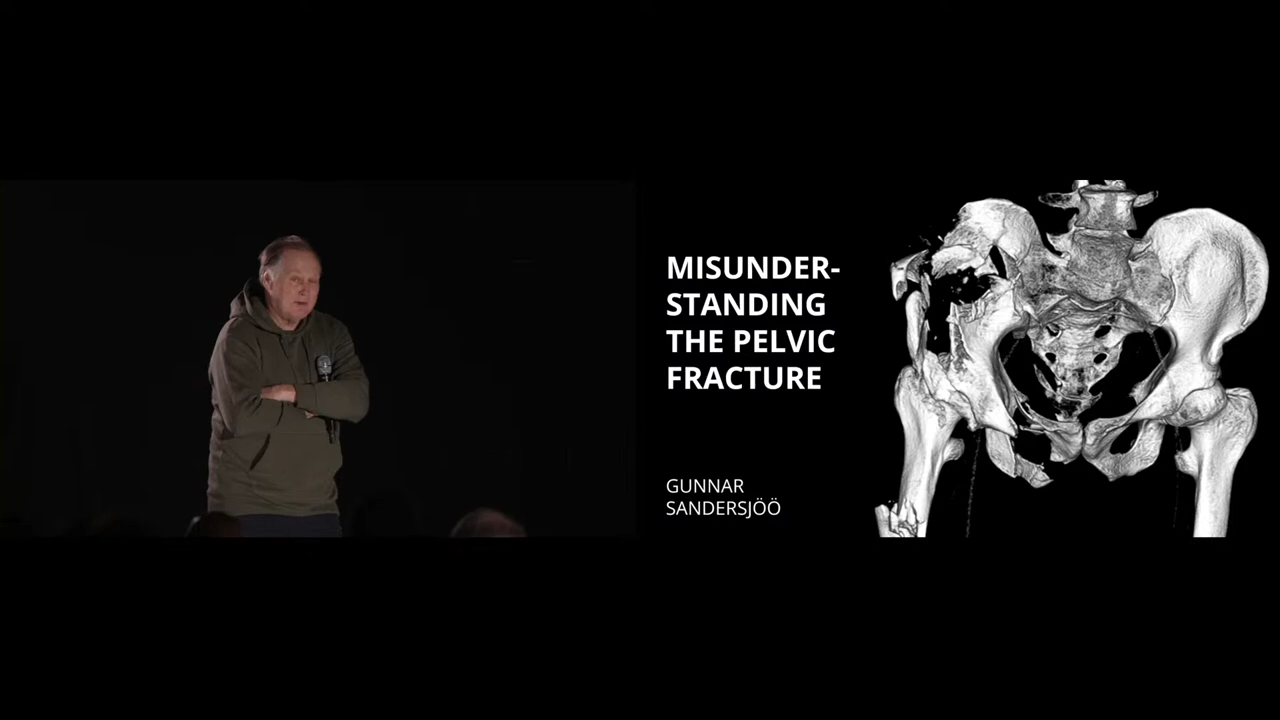 MISUNDER-
STANDING
THE PELVIC
FRACTURE
GUNNAR
SANDERSJÖÖ